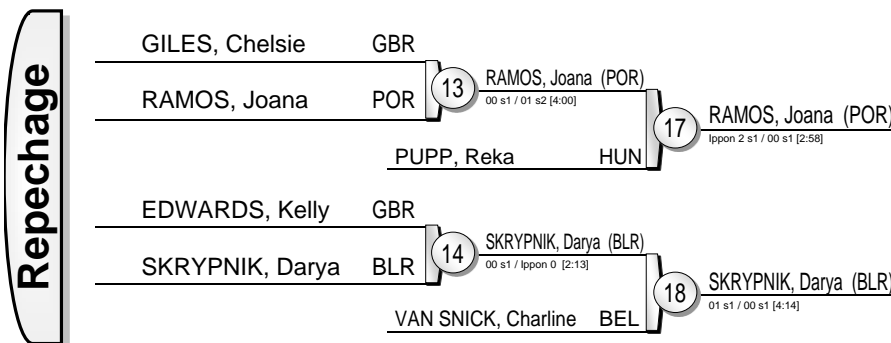 Repechage
GILES, Chelsie GBR
RAMOS, Joana POR
13
RAMOS, Joana (POR)
00 s1 / 01 s2 [4:00]
PUPP, Reka HUN
17
RAMOS, Joana (POR)
Ippon 2 s1 / 00 s1 [2:58]
EDWARDS, Kelly GBR
SKRYPNIK, Darya BLR
14
SKRYPNIK, Darya (BLR)
00 s1 / Ippon 0 [2:13]
VAN SNICK, Charline BEL
18
SKRYPNIK, Darya (BLR)
01 s1 / 00 s1 [4:14]